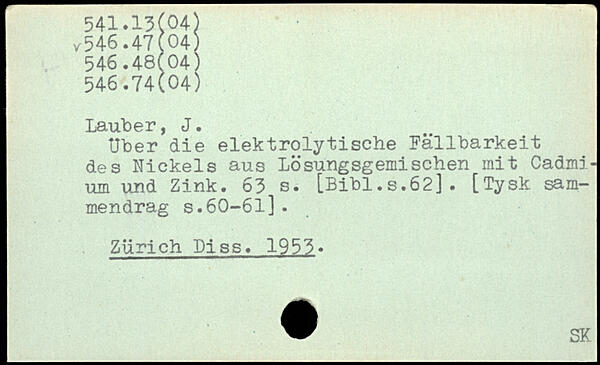 541.13(04)
v546.47(04)
546.48(04)
546.74(04)
Lauber, J.
Über die elektrolytische Fällbarkeit
des Nickels aus Lösungsgemischen mit Cadmi-
um und Zink. 63 s. [Bibl.s.62]. [Tysk sam-
mendrag s.60-61].
Zürich Diss. 1953.
SK